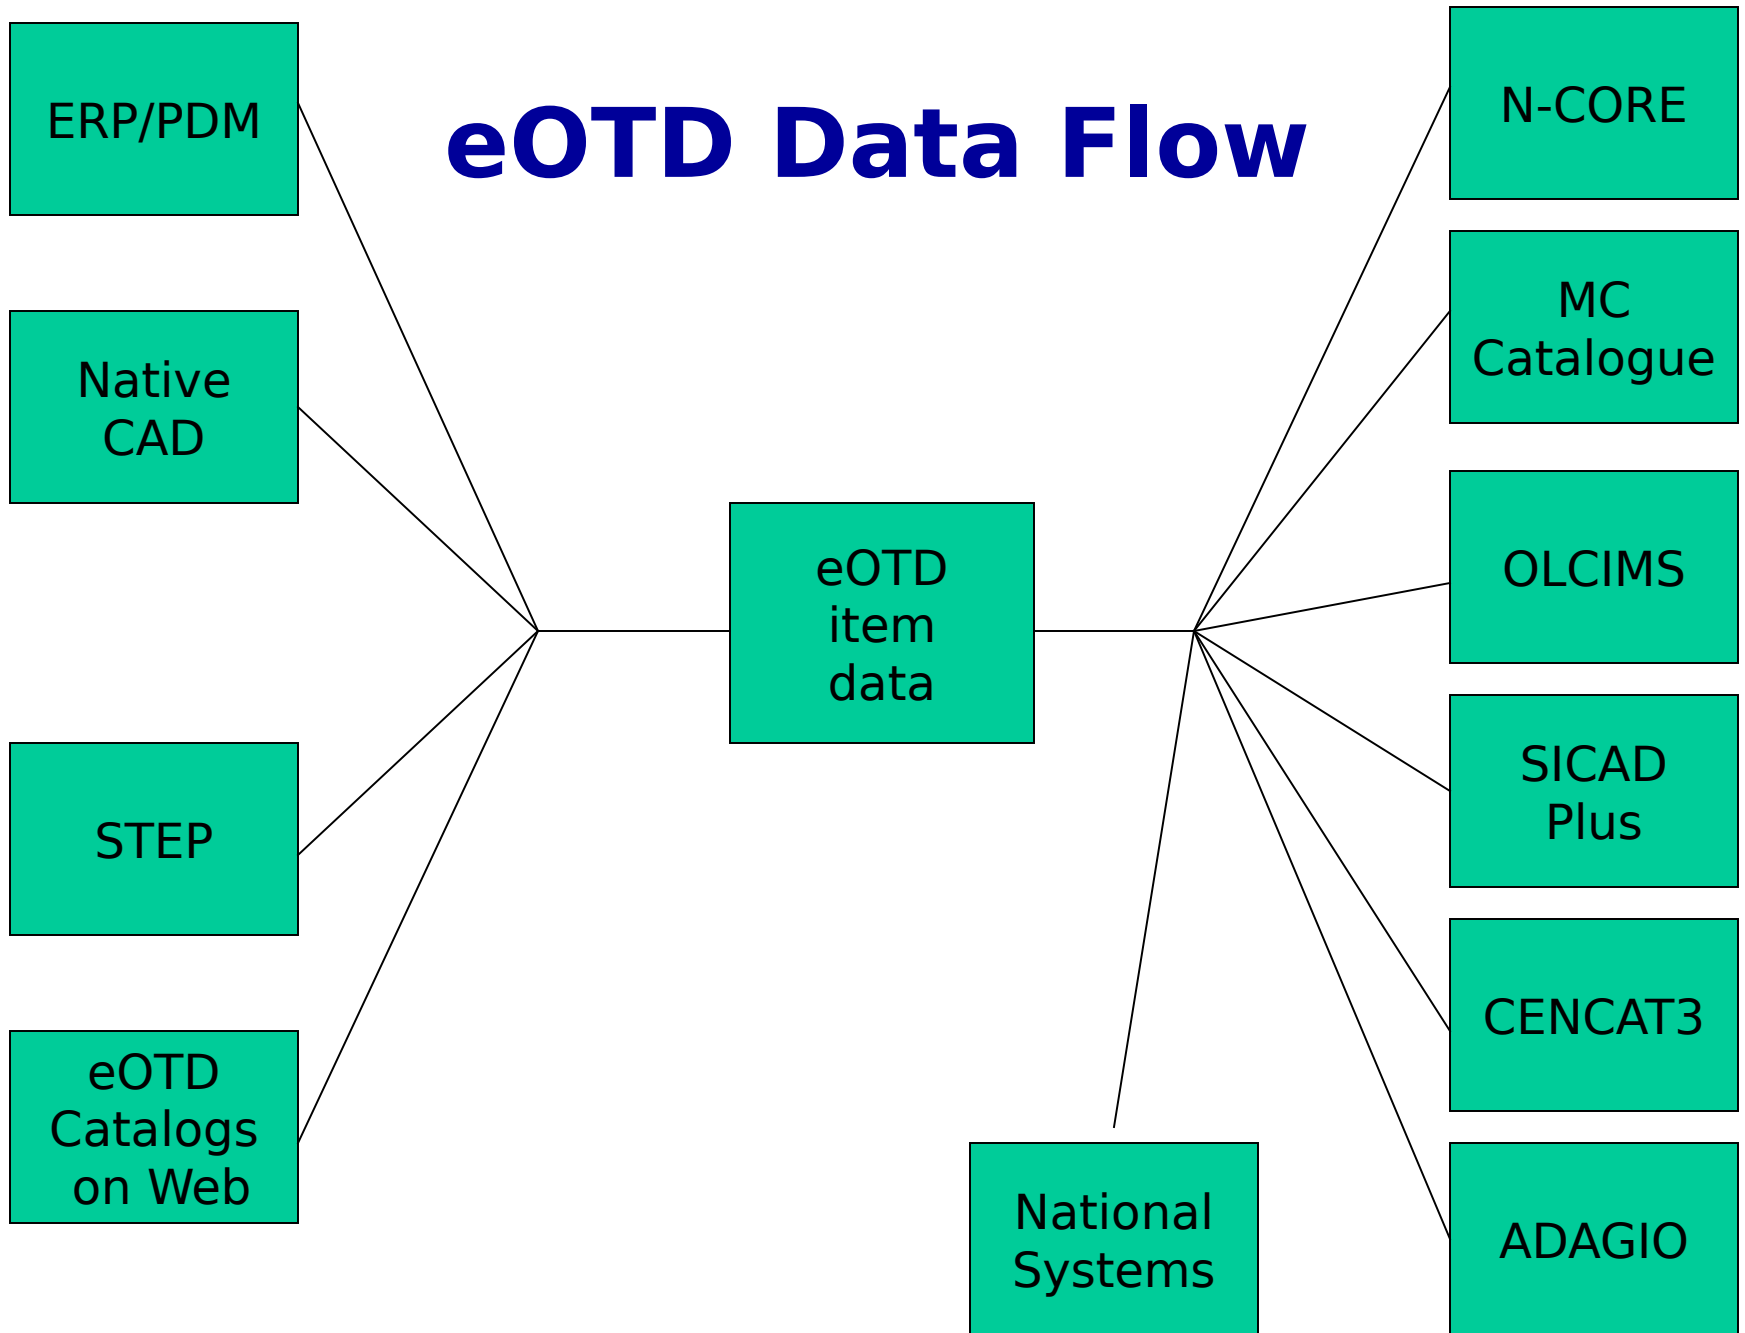 eOTD Data Flow
ERP/PDM
Native
CAD
STEP
eOTD
Catalogs
on Web
eOTD
item
data
National
Systems
N-CORE
MC
Catalogue
OLCIMS
SICAD
Plus
CENCAT3
ADAGIO